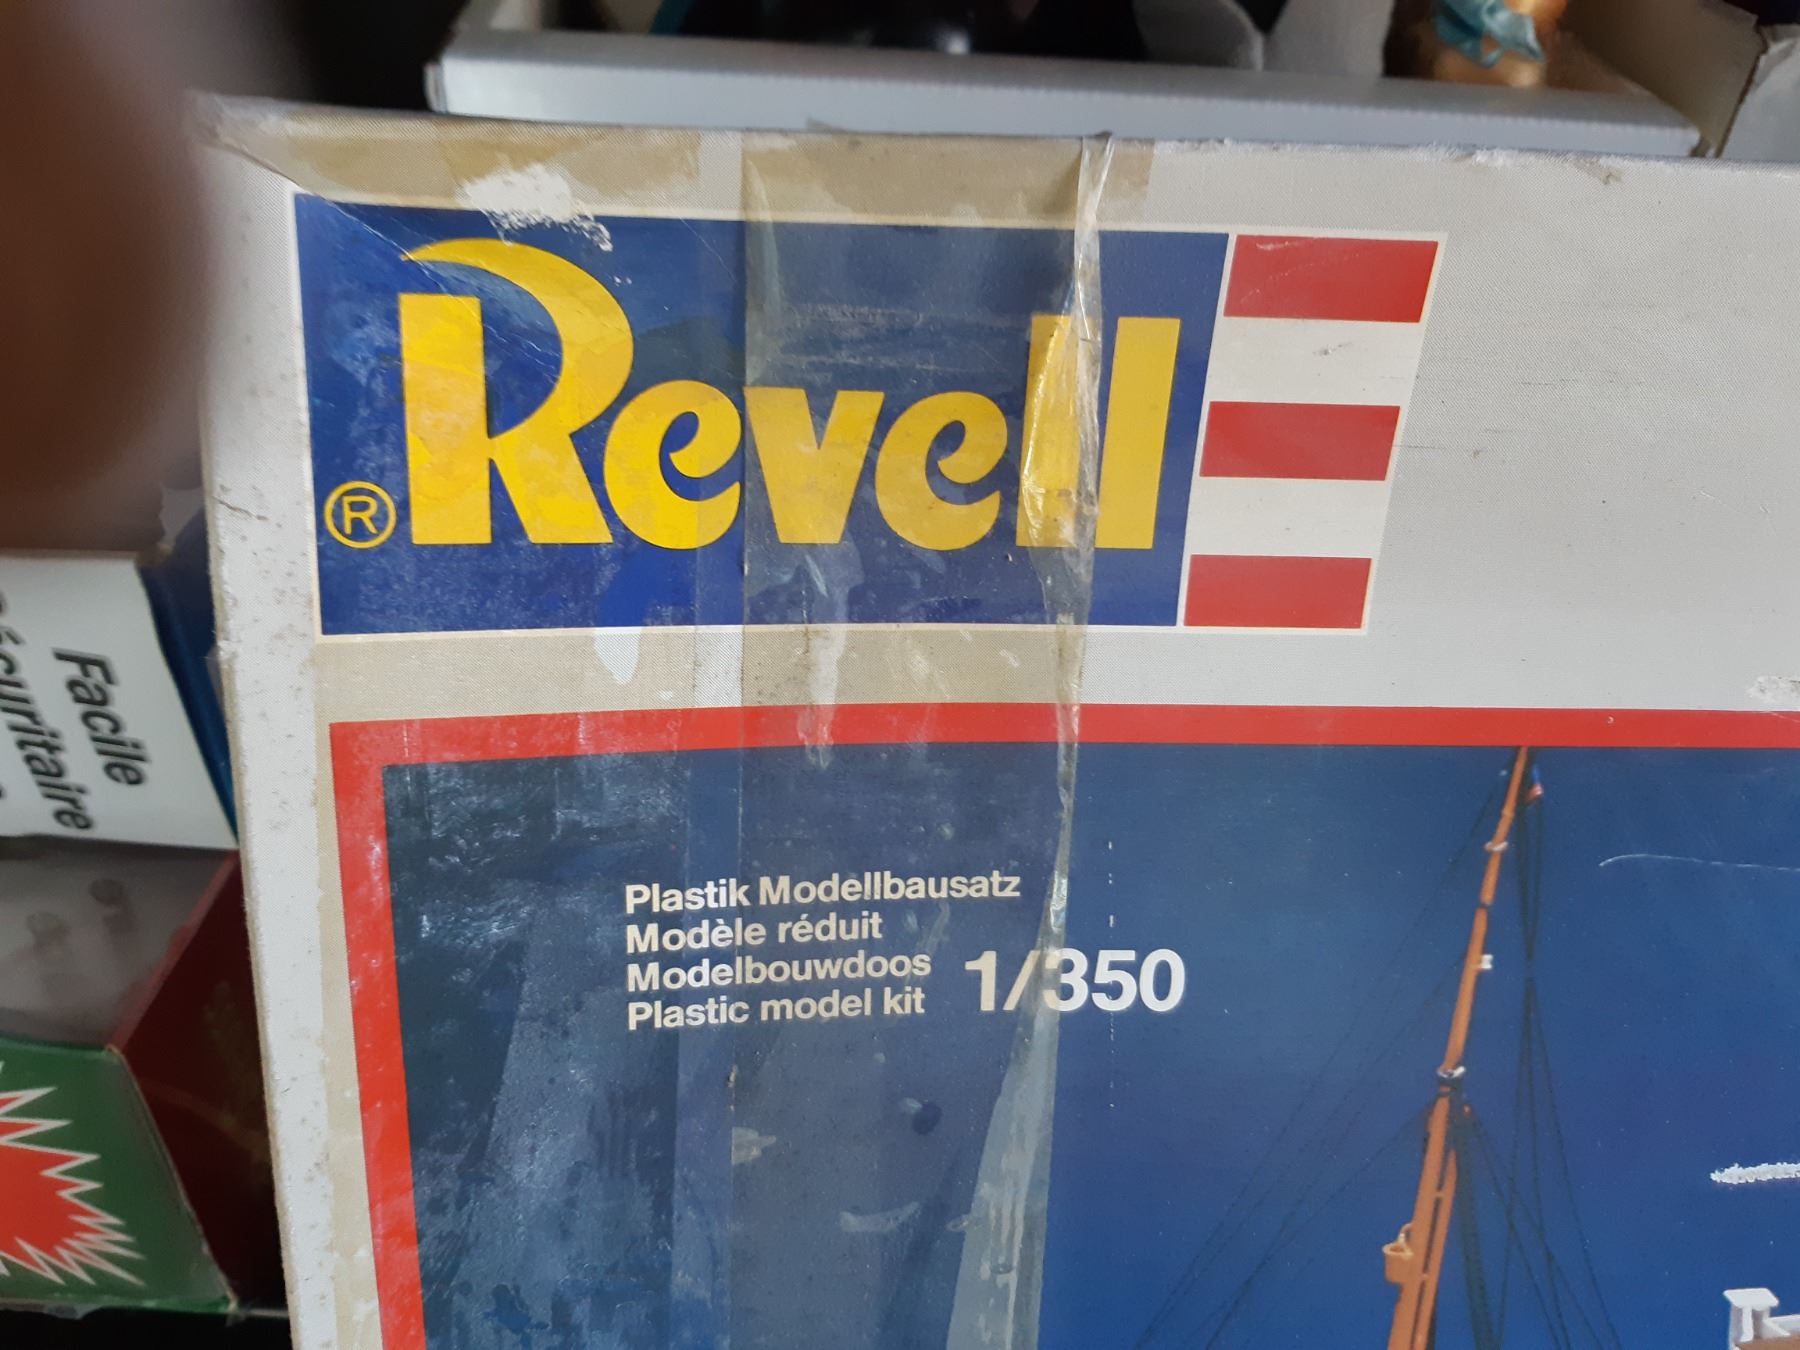 ® Revell
Plastik Modellbausatz
Modèle réduit
Modelbouwdoos
Plastic model kit
1/350
Facile